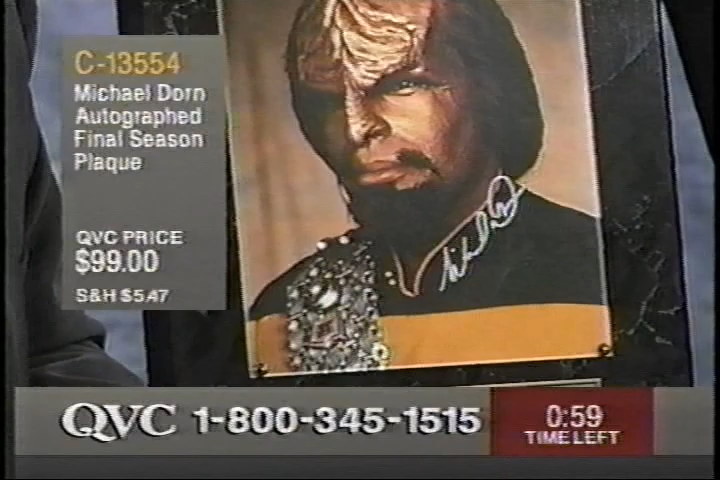 C-13554
Michael Dorn
Autographed
Final Season
Plaque
QVC PRICE
$99.00
S&H $5.47
QVC 1-800-345-1515
0:59
TIME LEFT